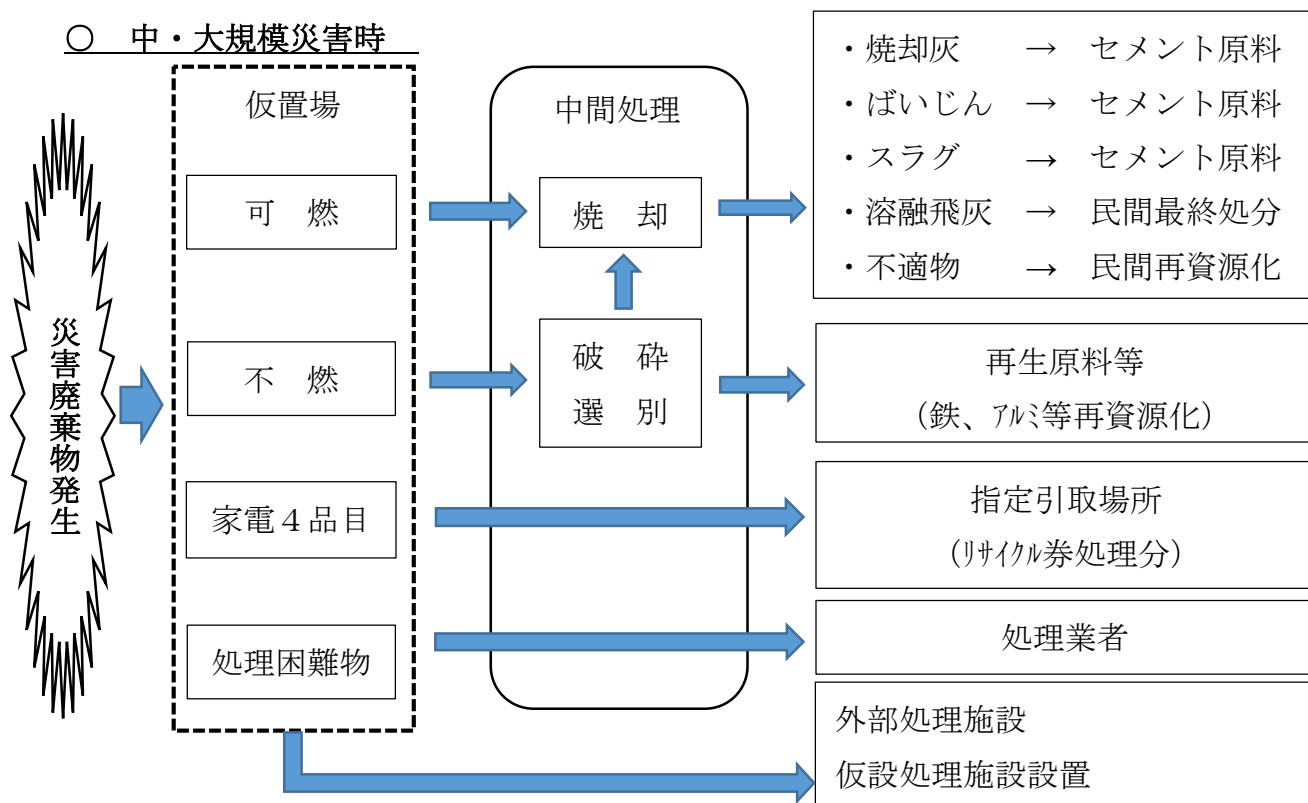 ○　中・大規模災害時
災害廃棄物発生
仮置場
可　燃
不　燃
家電４品目
処理困難物
中間処理
焼　却
破　砕
選　別
・焼却灰　　→　セメント原料
・ばいじん　→　セメント原料
・スラグ　　→　セメント原料
・溶融飛灰　→　民間最終処分
・不適物　　→　民間再資源化
再生原料等
（鉄、ｱﾙﾐ等再資源化）
指定引取場所
（ﾘｻｲｸﾙ券処理分）
処理業者
外部処理施設
仮設処理施設設置